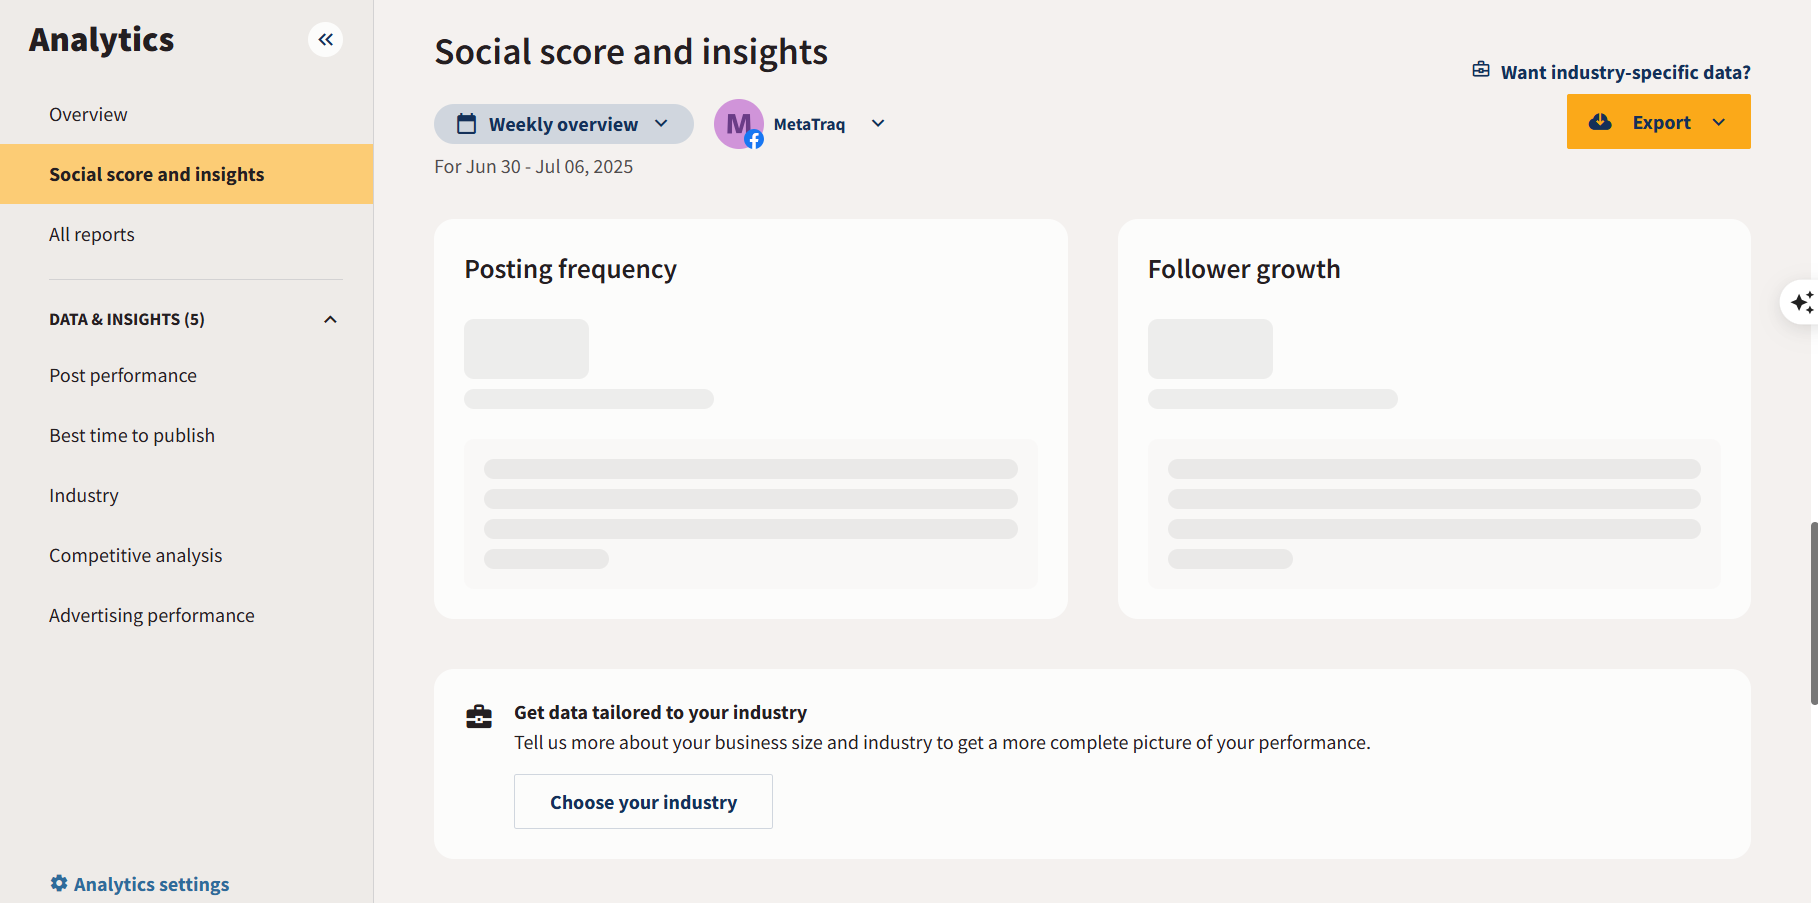 Analytics
Overview
Social score and insights
All reports
DATA & INSIGHTS (5)
Post performance
Best time to publish
Industry
Competitive analysis
Advertising performance
Analytics settings
Social score and insights
Want industry-specific data?
Weekly overview
M
MetaTraq
Export
For Jun 30 - Jul 06, 2025
Posting frequency
Follower growth
Get data tailored to your industry
Tell us more about your business size and industry to get a more complete picture of your performance.
Choose your industry